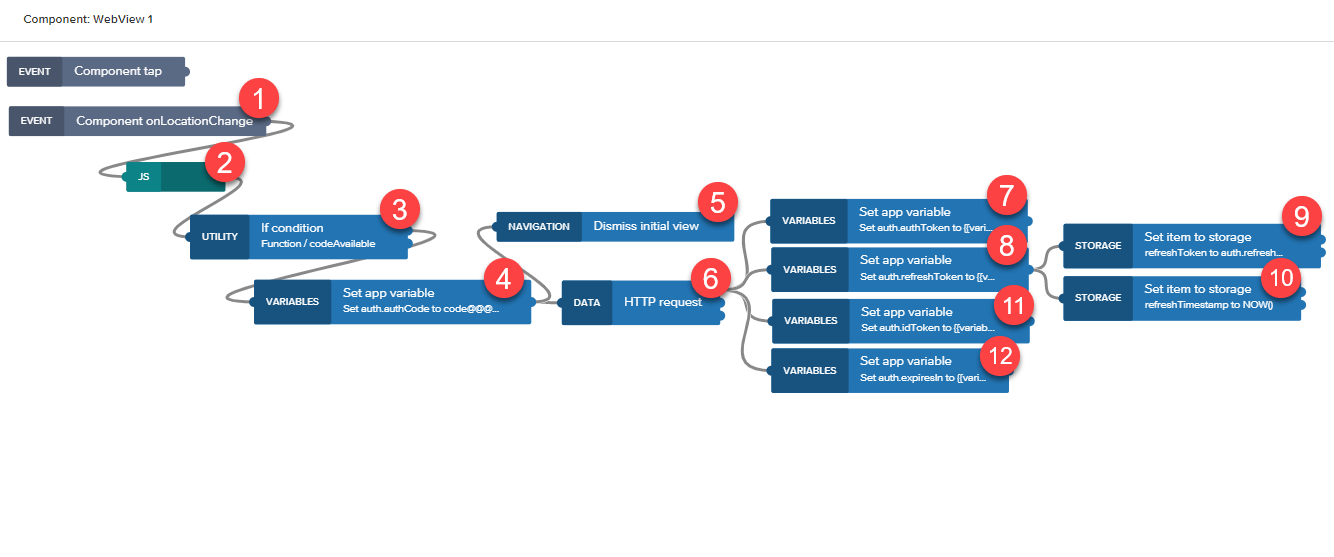 Component: WebView 1
EVENT Component tap
EVENT Component onLocationChange 1
JS 2
UTILITY If condition 3
Function / codeAvailable
VARIABLES Set app variable 4
Set auth.authCode to code@@@...
NAVIGATION Dismiss initial view 5
DATA HTTP request 6
VARIABLES Set app variable 7
Set auth.authToken to {{vari...
VARIABLES Set app variable 8
Set auth.refreshToken to {{v...
STORAGE Set item to storage 9
refreshToken to auth.refresh...
STORAGE Set item to storage 10
refreshTimestamp to NOW()
VARIABLES Set app variable 11
Set auth.idToken to {{variab...
VARIABLES Set app variable 12
Set auth.expiresIn to {{vari...